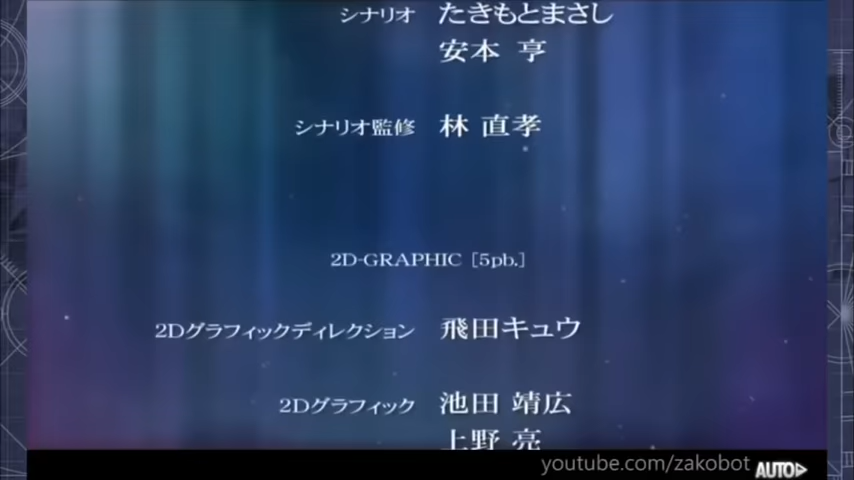 シナリオ たきもとまさし
安本 亨
シナリオ監修 林 直孝
2D-GRAPHIC [5pb.]
2Dグラフィックディレクション 飛田キュウ
2Dグラフィック 池田 靖広
上野 亮
youtube.com/zakobot
AUTO